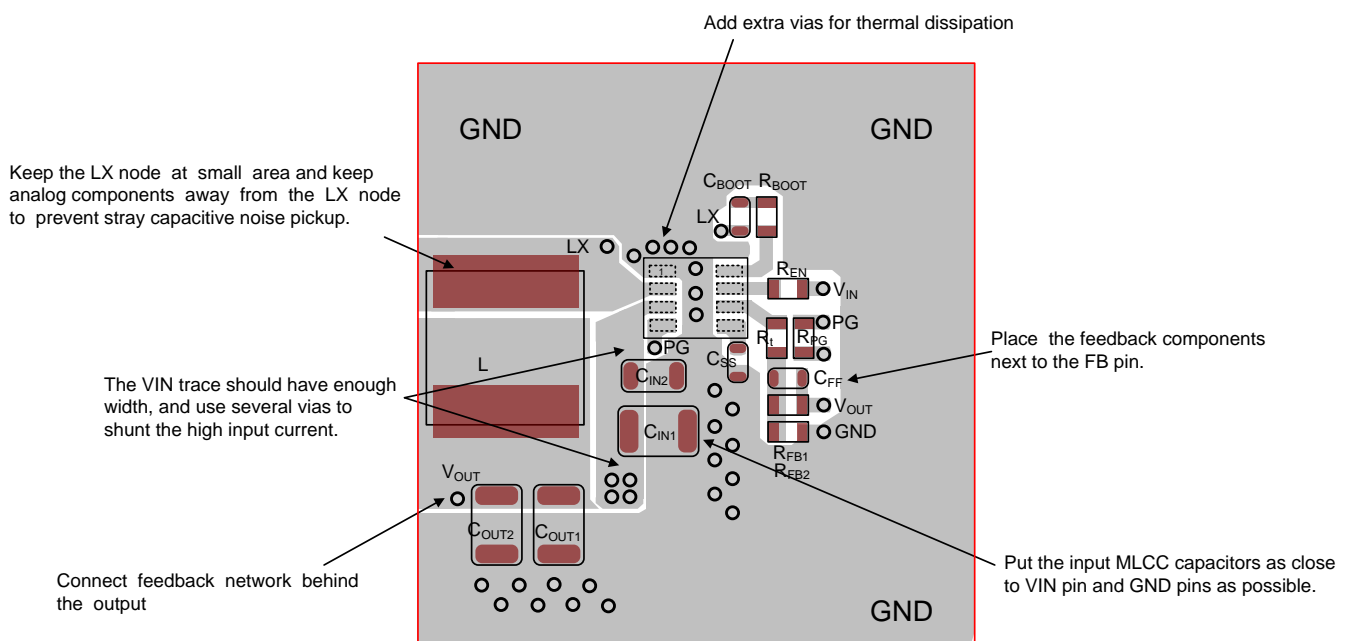 Add extra vias for thermal dissipation
GND
GND
Keep the LX node at small area and keep
analog components away from the LX node
to prevent stray capacitive noise pickup.
CBOOT RBOOT
LX
LX
1
REN
VIN
PG
Rt
RPG
PG
CSS
Place the feedback components
next to the FB pin.
L
CIN2
CFF
The VIN trace should have enough
width, and use several vias to
shunt the high input current.
VOUT
CIN1
GND
RFB1
RFB2
VOUT
COUT2
COUT1
Put the input MLCC capacitors as close
to VIN pin and GND pins as possible.
Connect feedback network behind
the output
GND